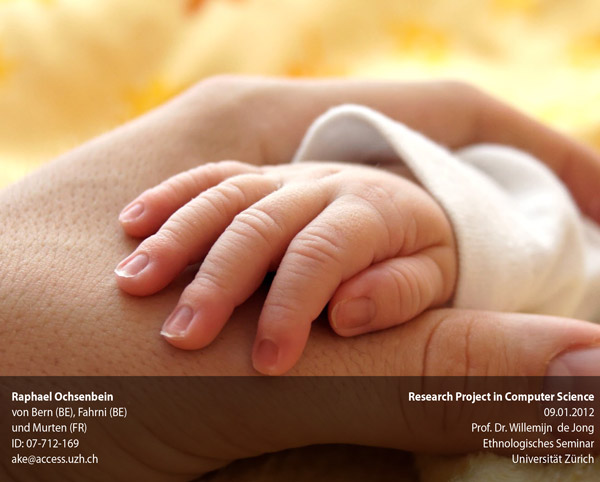 Raphael Ochsenbein
von Bern (BE), Fahrni (BE)
und Murten (FR)
ID: 07-712-169
ake@access.uzh.ch
Research Project in Computer Science
09.01.2012
Prof. Dr. Willemijn de Jong
Ethnologisches Seminar
Universität Zürich